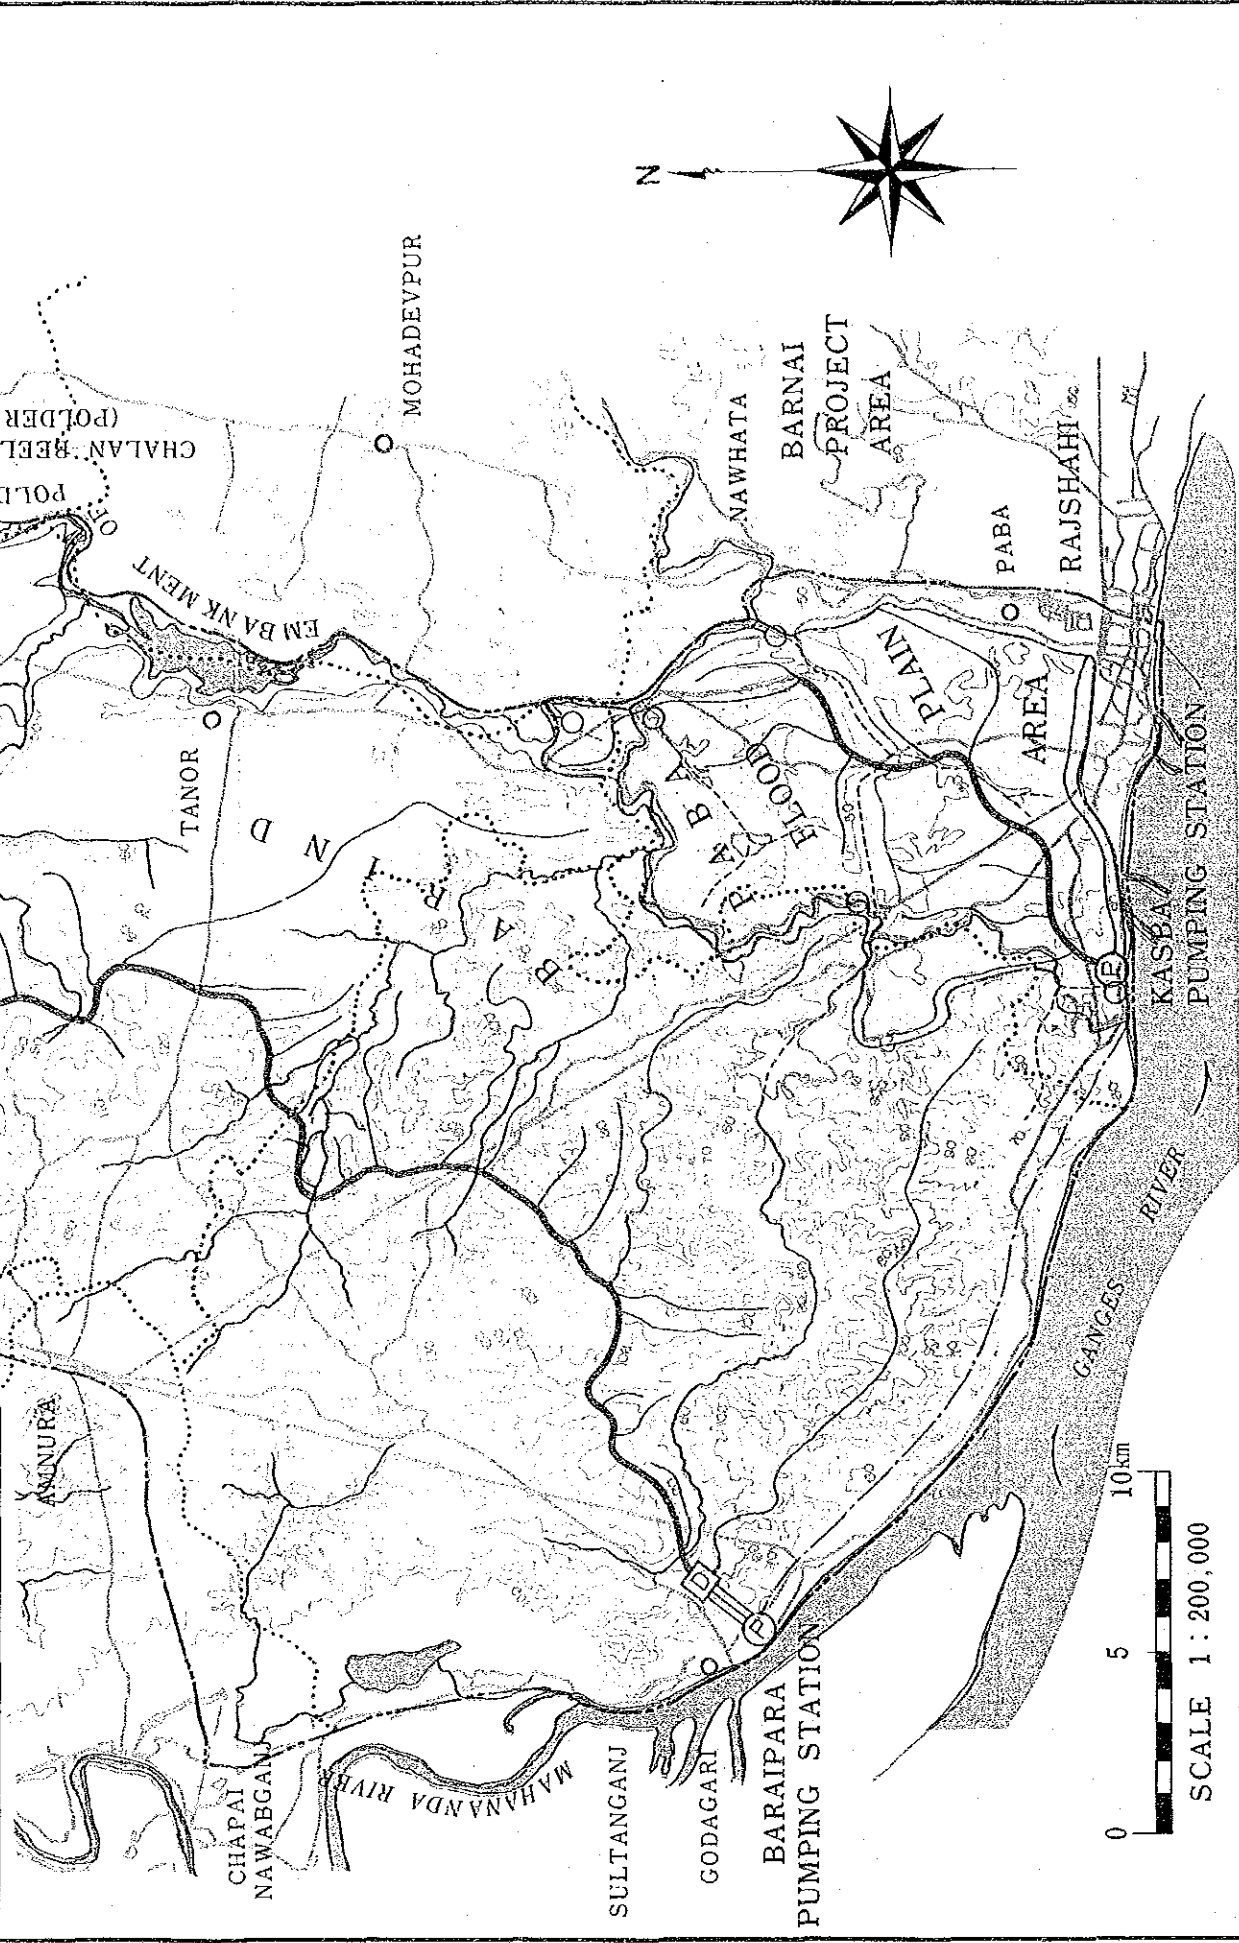 N
AMNURA
TANOR
MOHADEVPUR
CHALAN BEEL
(POLDER
POLD
OF
EMBANKMENT
CHAPAI
NAWABGANJ
MAHANANDA RIVER
BARIND
SULTANGANJ
GODAGARI
D
P
BARAIPARA
PUMPING STATION
PABA
FLOOD
PLAIN
AREA
NAWHATA
BARNAI
PROJECT
AREA
PABA
RAJSHAHI
P
KASBA
PUMPING STATION
GANGES RIVER
0 5 10km
SCALE 1 : 200,000